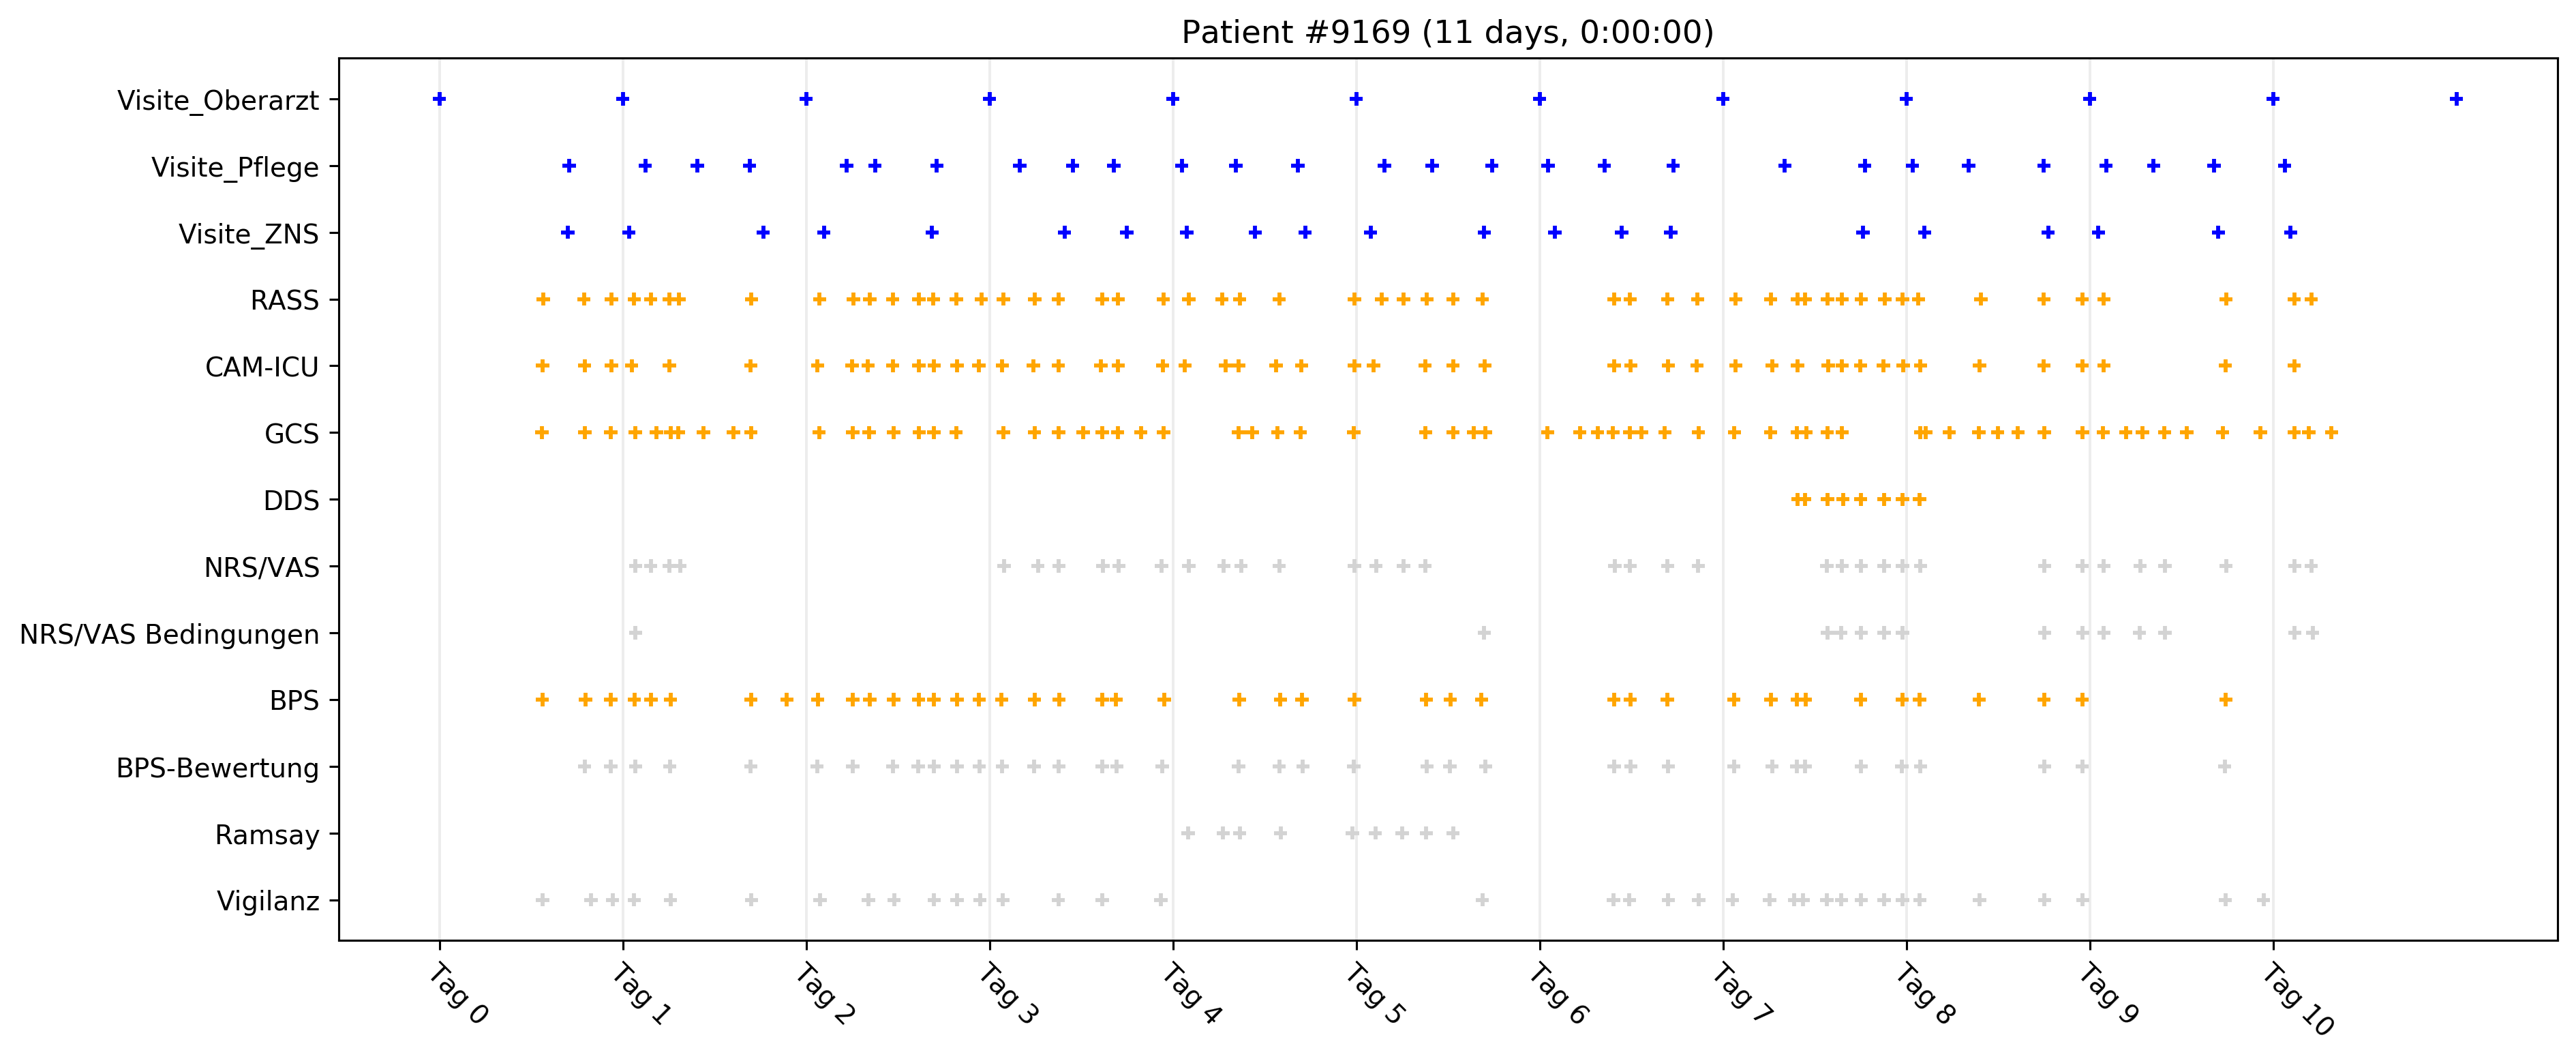 Patient #9169 (11 days, 0:00:00)
Visite_Oberarzt
Visite_Pflege
Visite_ZNS
RASS
CAM-ICU
GCS
DDS
NRS/VAS
NRS/VAS Bedingungen
BPS
BPS-Bewertung
Ramsay
Vigilanz
Tag 0
Tag 1
Tag 2
Tag 3
Tag 4
Tag 5
Tag 6
Tag 7
Tag 8
Tag 9
Tag 10